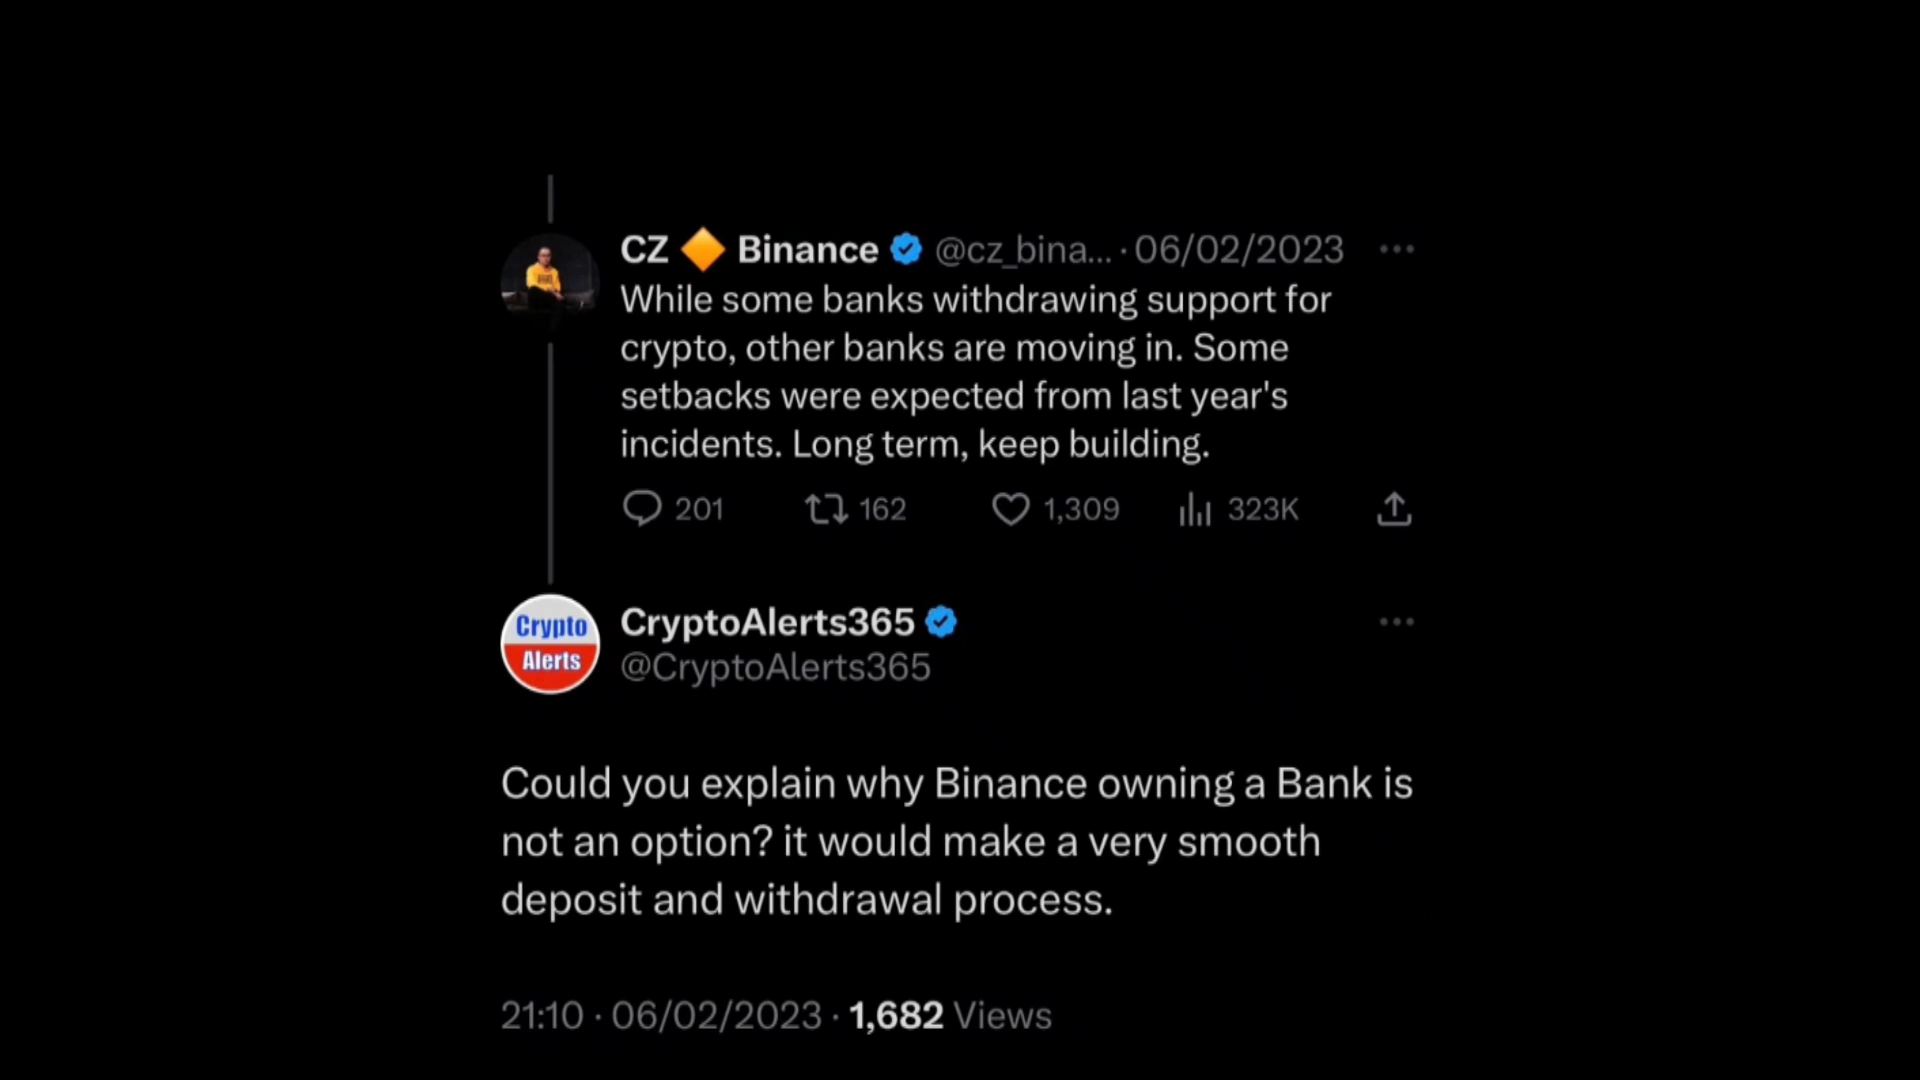 CZ 🔶 Binance @cz_bina... · 06/02/2023
While some banks withdrawing support for
crypto, other banks are moving in. Some
setbacks were expected from last year's
incidents. Long term, keep building.
201 162 1,309 323K
Crypto
Alerts
CryptoAlerts365
@CryptoAlerts365
Could you explain why Binance owning a Bank is
not an option? it would make a very smooth
deposit and withdrawal process.
21:10 · 06/02/2023 · 1,682 Views